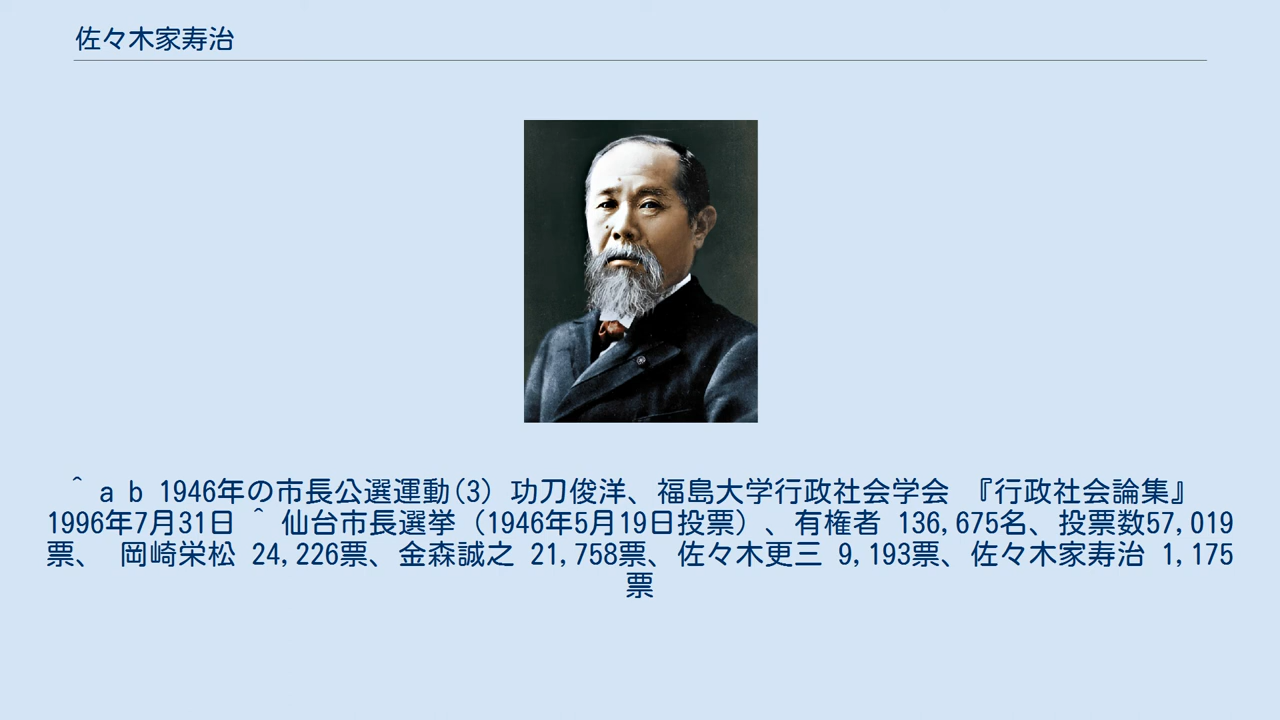 佐々木家寿治
^ a b 1946年の市長公選運動(3) 功刀俊洋、福島大学行政社会学会 『行政社会論集』
1996年7月31日 ^ 仙台市長選挙（1946年5月19日投票）、有権者 136,675名、投票数57,019
票、 岡崎栄松 24,226票、金森誠之 21,758票、佐々木更三 9,193票、佐々木家寿治 1,175
票